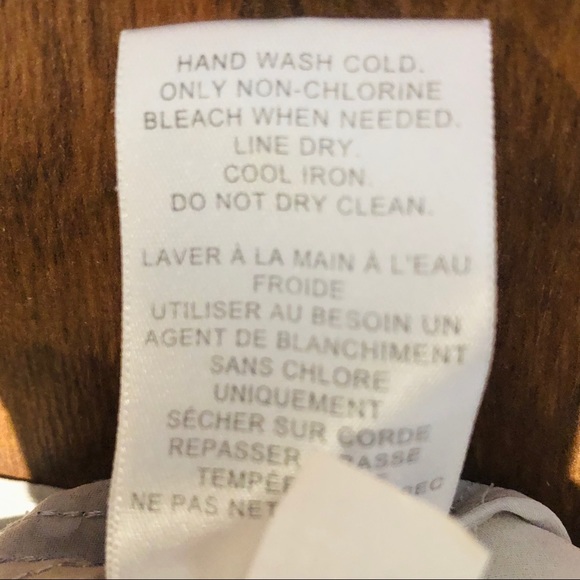 HAND WASH COLD.
ONLY NON-CHLORINE
BLEACH WHEN NEEDED.
LINE DRY.
COOL IRON.
DO NOT DRY CLEAN.
LAVER À LA MAIN À L'EAU
FROIDE
UTILISER AU BESOIN UN
AGENT DE BLANCHIMENT
SANS CHLORE
UNIQUEMENT
SÉCHER SUR CORDE
REPASSER
NE PAS